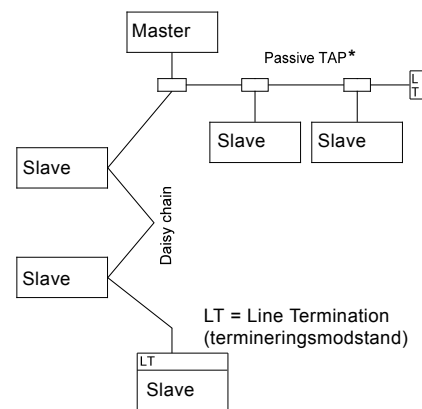 Master
Passive TAP*
L
T
Slave
Slave
Slave
Daisy chain
Slave
LT = Line Termination
(termineringsmodstand)
LT
Slave